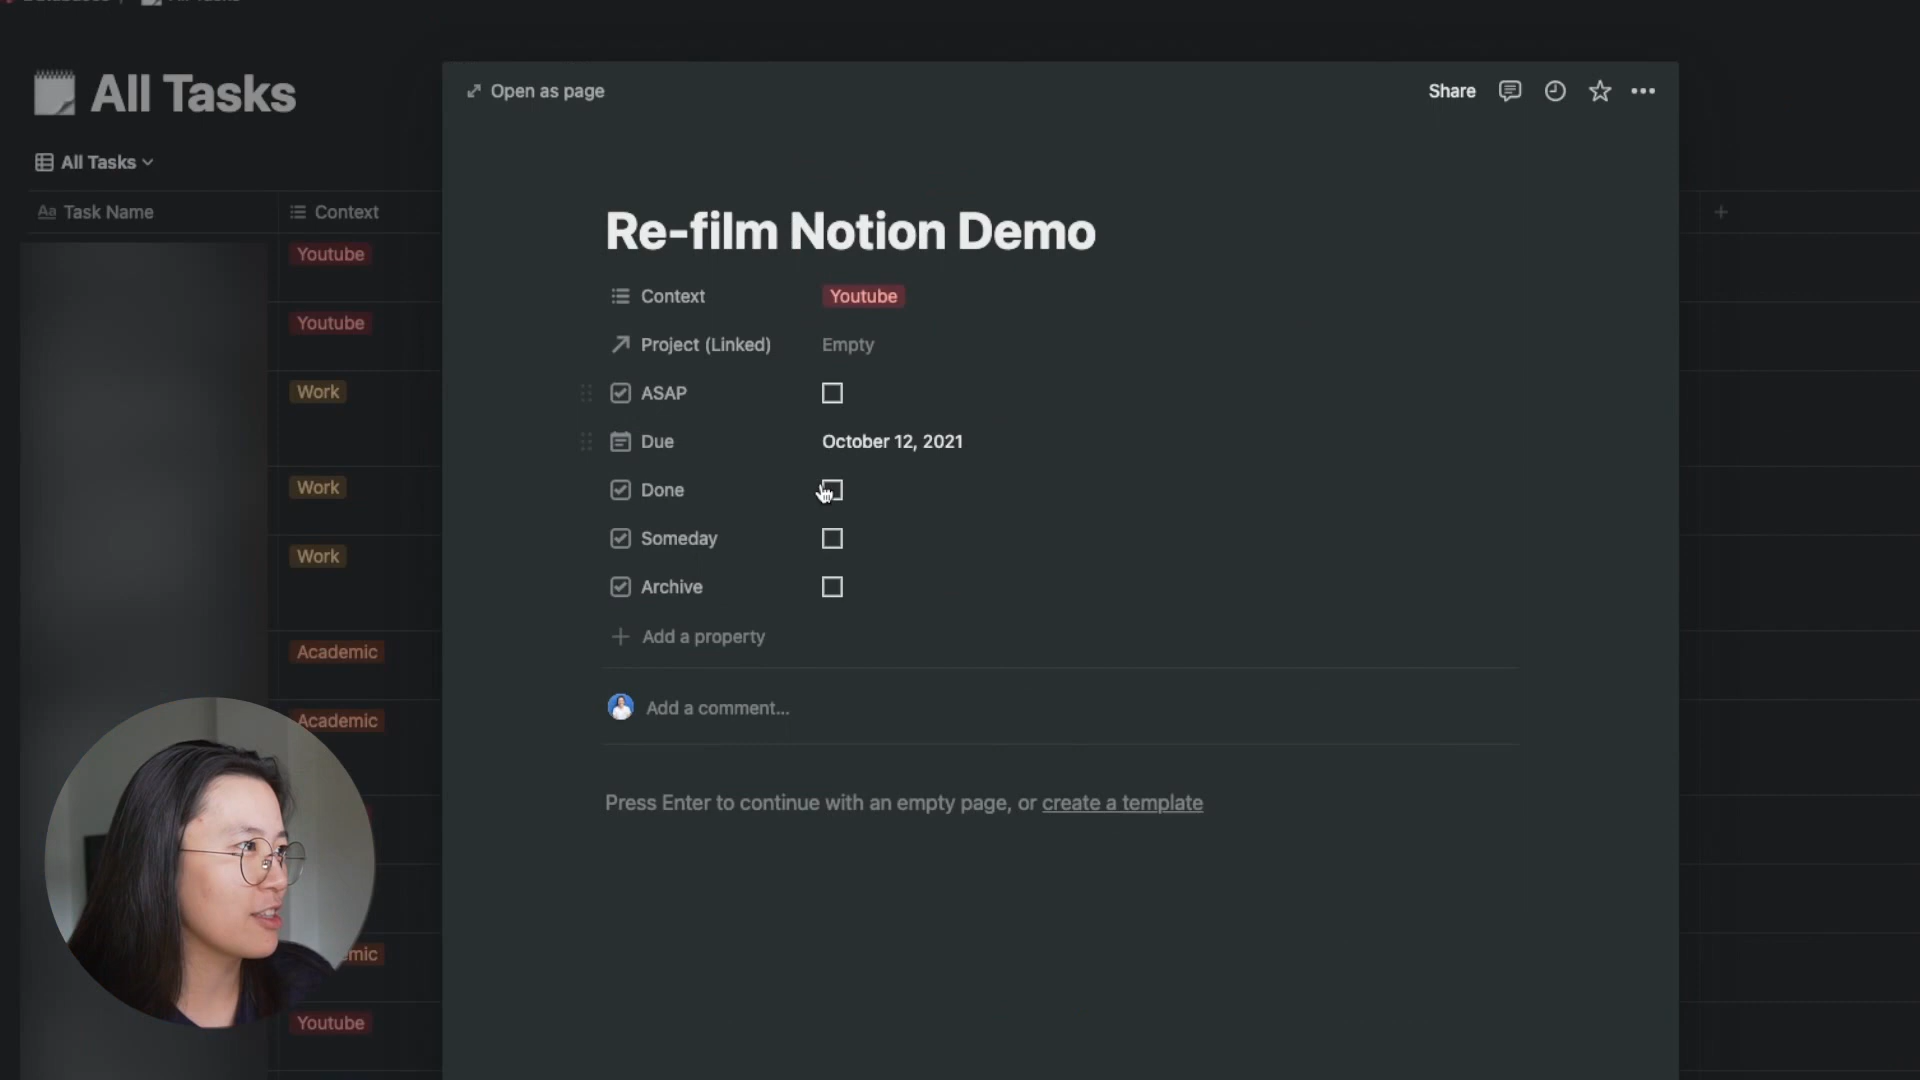 All Tasks
All Tasks
Aa Task Name
Context
Youtube
Youtube
Work
Work
Work
Academic
Academic
emic
Youtube
Open as page
Share
Re-film Notion Demo
Context
Youtube
Project (Linked)
Empty
ASAP
Due
October 12, 2021
Done
Someday
Archive
Add a property
Add a comment...
Press Enter to continue with an empty page, or create a template